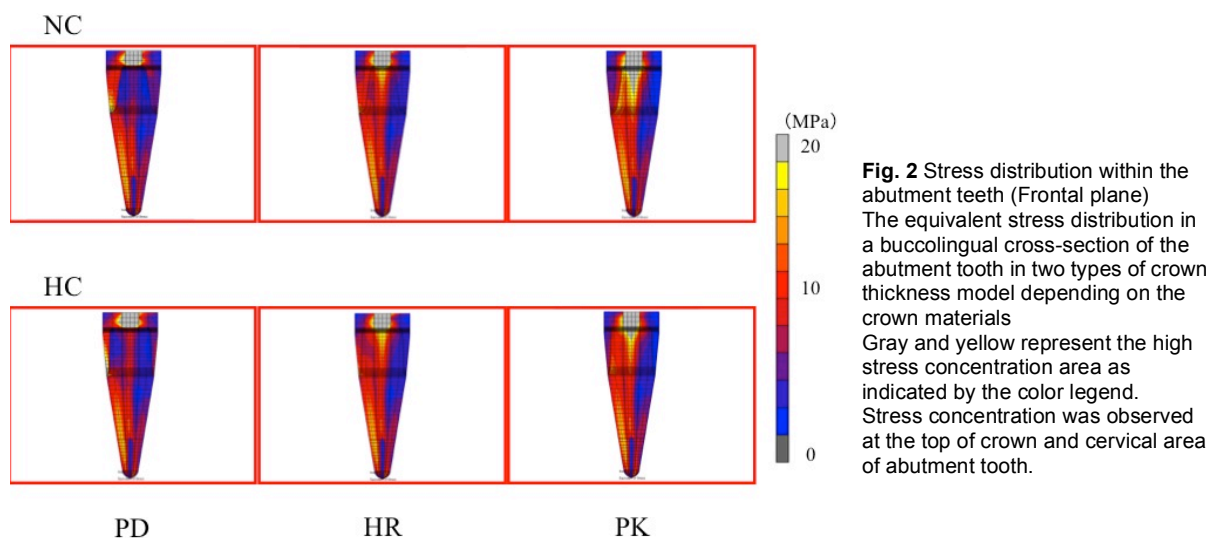 NC
HC
PD
HR
PK
(MPa)
20
10
0
Fig. 2 Stress distribution within the
abutment teeth (Frontal plane)
The equivalent stress distribution in
a buccolingual cross-section of the
abutment tooth in two types of crown
thickness model depending on the
crown materials
Gray and yellow represent the high
stress concentration area as
indicated by the color legend.
Stress concentration was observed
at the top of crown and cervical area
of abutment tooth.